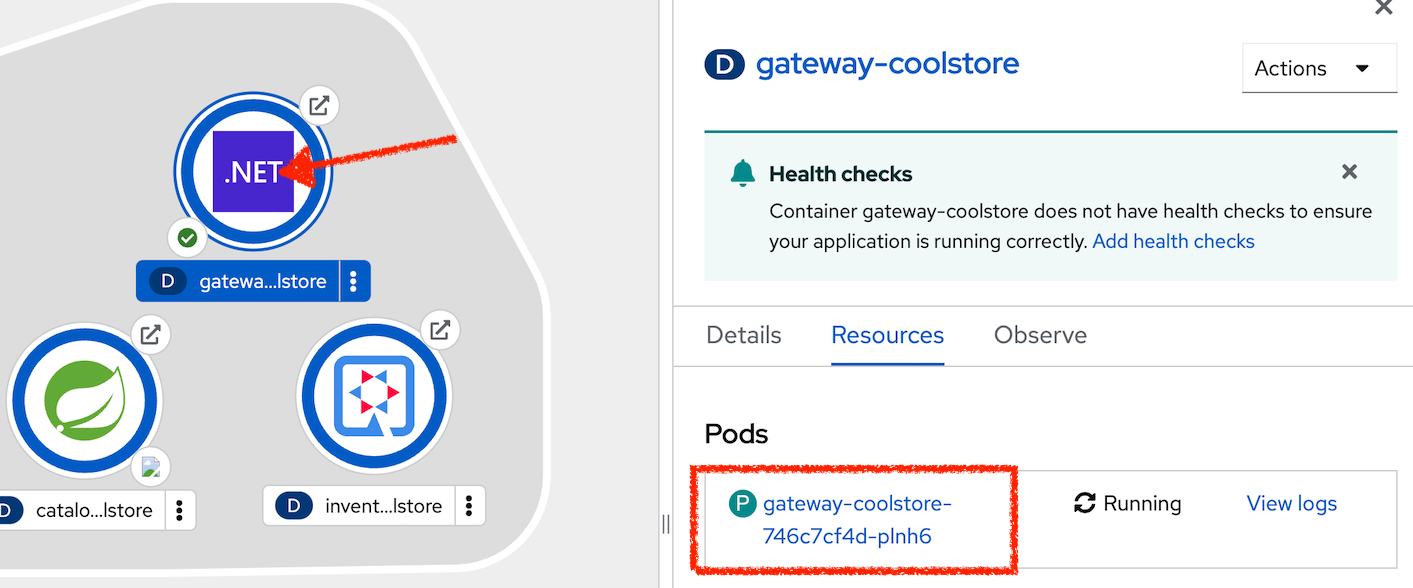 .NET
D gatewa...lstore
D catalo...lstore
D invent...lstore
D gateway-coolstore
Actions
Health checks
Container gateway-coolstore does not have health checks to ensure
your application is running correctly. Add health checks
Details Resources Observe
Pods
P gateway-coolstore-
746c7cf4d-plnh6
Running View logs